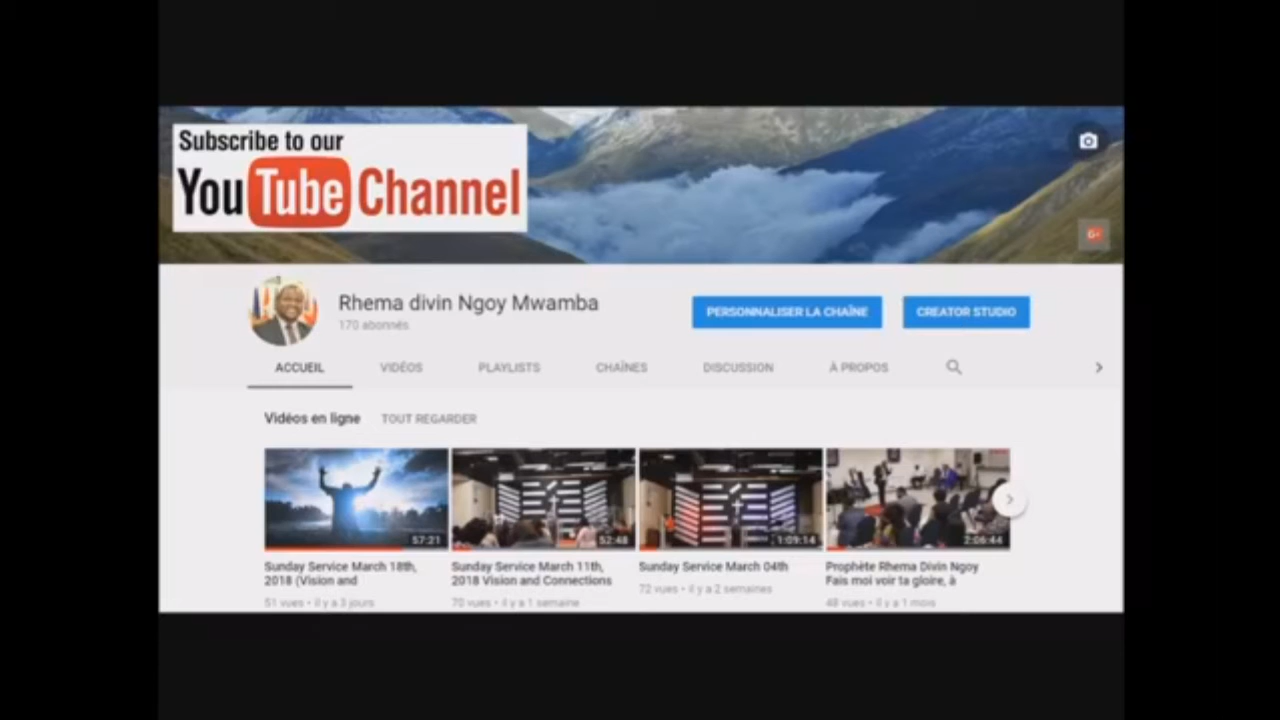 Subscribe to our
YouTube Channel
G+
Rhema divin Ngoy Mwamba
170 abonnés
PERSONNALISER LA CHAÎNE
CREATOR STUDIO
ACCUEIL VIDÉOS PLAYLISTS CHAÎNES DISCUSSION À PROPOS
Vidéos en ligne TOUT REGARDER
57:21
52:48
1:09:14
2:06:44
Sunday Service March 18th,
2018 (Vision and
51 vues • il y a 3 jours
Sunday Service March 11th,
2018 Vision and Connections
70 vues • il y a 1 semaine
Sunday Service March 04th
72 vues • il y a 2 semaines
Prophète Rhema Divin Ngoy
Fais moi voir ta gloire, à
48 vues • il y a 1 mois